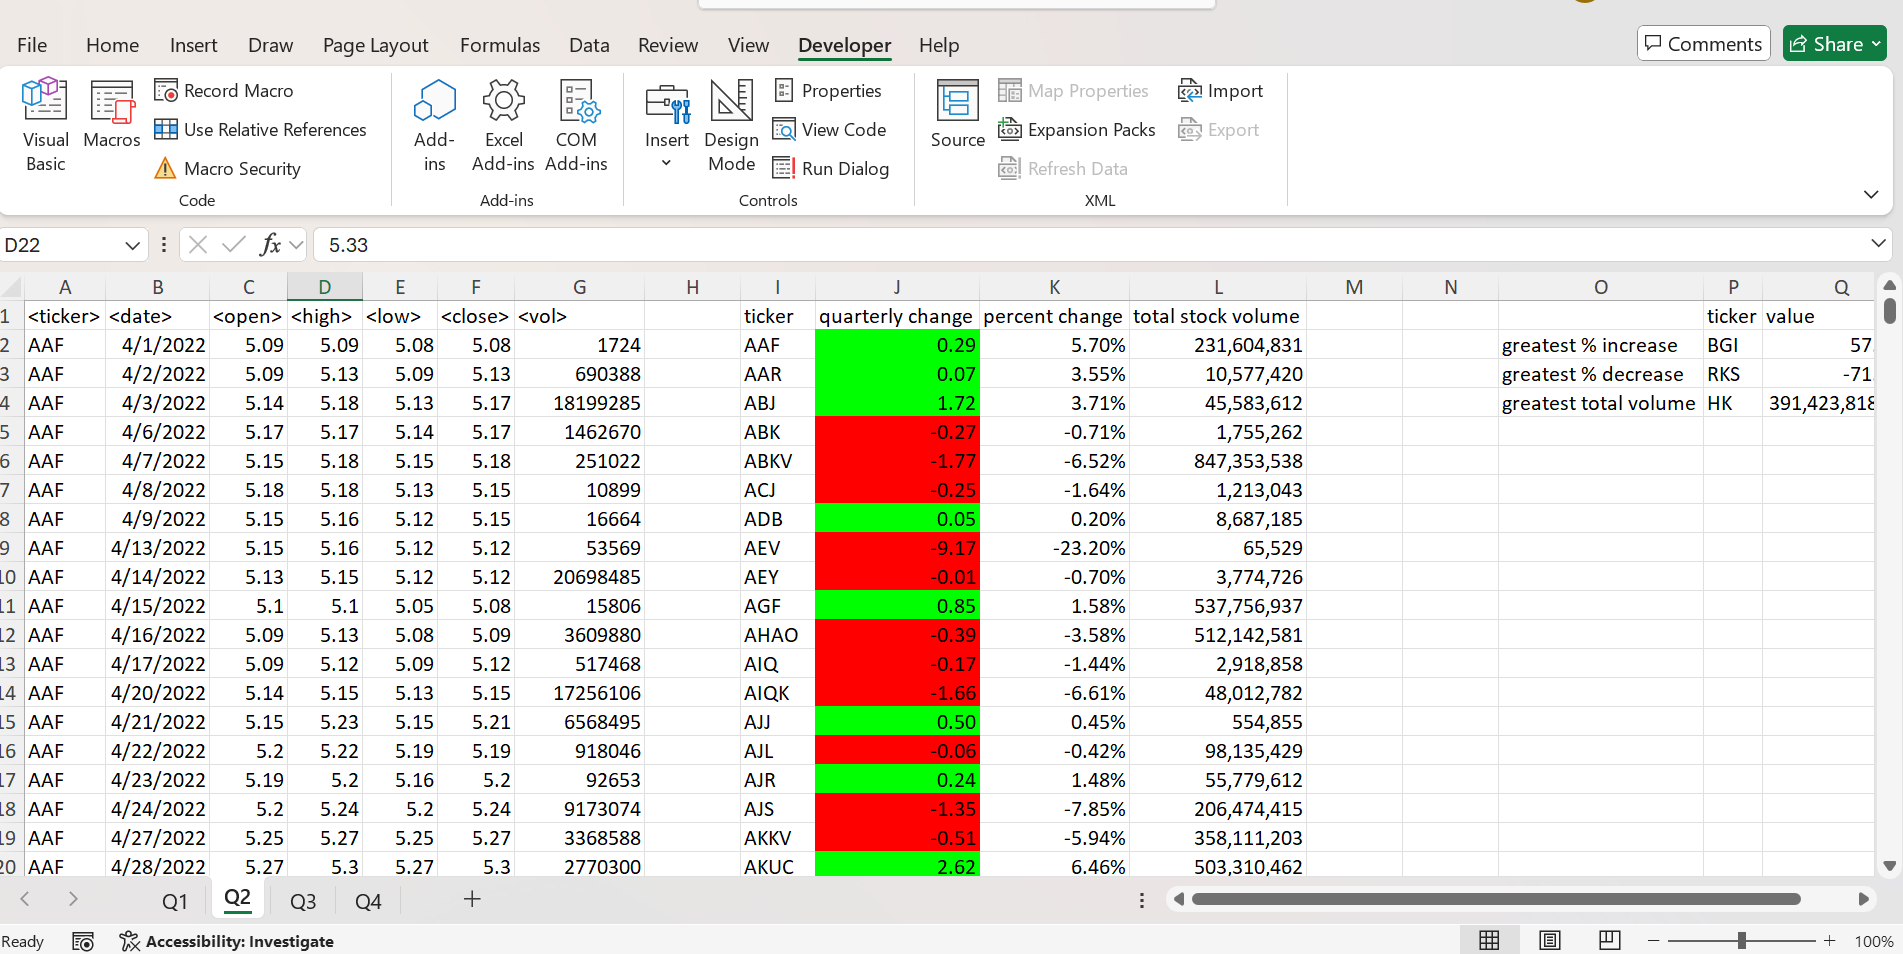 File Home Insert Draw Page Layout Formulas Data Review View Developer Help Comments Share
Visual Basic
Macros
Record Macro
Use Relative References
Macro Security
Code
Add-ins
Excel Add-ins
COM Add-ins
Add-ins
Insert
Design Mode
Properties
View Code
Run Dialog
Controls
Source
Map Properties
Expansion Packs
Refresh Data
Import
Export
XML
D22 fx 5.33
A B C D E F G H I J K L M N O P Q
1 <ticker> <date> <open> <high> <low> <close> <vol> ticker quarterly change percent change total stock volume ticker value
2 AAF 4/1/2022 5.09 5.09 5.08 5.08 1724 AAF 0.29 5.70% 231,604,831 greatest % increase BGI 57.
3 AAF 4/2/2022 5.09 5.13 5.09 5.13 690388 AAR 0.07 3.55% 10,577,420 greatest % decrease RKS -71.
4 AAF 4/3/2022 5.14 5.18 5.13 5.17 18199285 ABJ 1.72 3.71% 45,583,612 greatest total volume HK 391,423,818
5 AAF 4/6/2022 5.17 5.17 5.14 5.17 1462670 ABK -0.27 -0.71% 1,755,262
6 AAF 4/7/2022 5.15 5.18 5.15 5.18 251022 ABKV -1.77 -6.52% 847,353,538
7 AAF 4/8/2022 5.18 5.18 5.13 5.15 10899 ACJ -0.25 -1.64% 1,213,043
8 AAF 4/9/2022 5.15 5.16 5.12 5.15 16664 ADB 0.05 0.20% 8,687,185
9 AAF 4/13/2022 5.15 5.16 5.12 5.12 53569 AEV -9.17 -23.20% 65,529
10 AAF 4/14/2022 5.13 5.15 5.12 5.12 20698485 AEY -0.01 -0.70% 3,774,726
11 AAF 4/15/2022 5.1 5.1 5.05 5.08 15806 AGF 0.85 1.58% 537,756,937
12 AAF 4/16/2022 5.09 5.13 5.08 5.09 3609880 AHAO -0.39 -3.58% 512,142,581
13 AAF 4/17/2022 5.09 5.12 5.09 5.12 517468 AIQ -0.17 -1.44% 2,918,858
14 AAF 4/20/2022 5.14 5.15 5.13 5.15 17256106 AIQK -1.66 -6.61% 48,012,782
15 AAF 4/21/2022 5.15 5.23 5.15 5.21 6568495 AJJ 0.50 0.45% 554,855
16 AAF 4/22/2022 5.2 5.22 5.19 5.19 918046 AJL -0.06 -0.42% 98,135,429
17 AAF 4/23/2022 5.19 5.2 5.16 5.2 92653 AJR 0.24 1.48% 55,779,612
18 AAF 4/24/2022 5.2 5.24 5.2 5.24 9173074 AJS -1.35 -7.85% 206,474,415
19 AAF 4/27/2022 5.25 5.27 5.25 5.27 3368588 AKKV -0.51 -5.94% 358,111,203
20 AAF 4/28/2022 5.27 5.3 5.27 5.3 2770300 AKUC 2.62 6.46% 503,310,462
Q1 Q2 Q3 Q4
Ready Accessibility: Investigate 100%